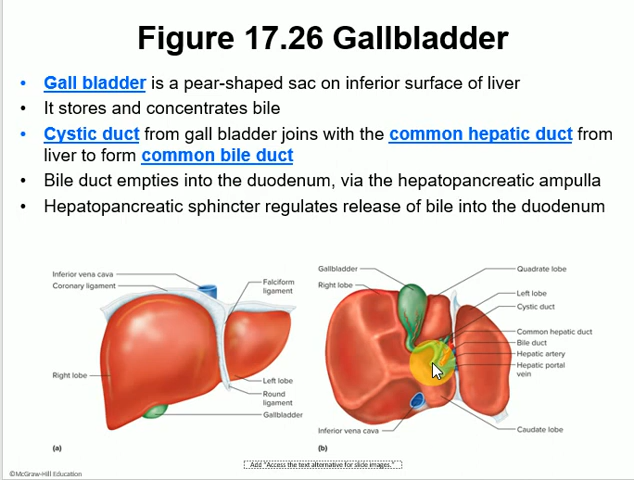 Figure 17.26 Gallbladder
• Gall bladder is a pear-shaped sac on inferior surface of liver
• It stores and concentrates bile
• Cystic duct from gall bladder joins with the common hepatic duct from
liver to form common bile duct
• Bile duct empties into the duodenum, via the hepatopancreatic ampulla
• Hepatopancreatic sphincter regulates release of bile into the duodenum
Inferior vena cava
Coronary ligament
Falciform
ligament
Right lobe
Left lobe
Round
ligament
Gallbladder
(a)
Gallbladder
Right lobe
Quadrate lobe
Left lobe
Cystic duct
Common hepatic duct
Bile duct
Hepatic artery
Hepatic portal
vein
Inferior vena cava
Caudate lobe
(b)
Add "Access the text alternative for slide images."
©McGraw-Hill Education